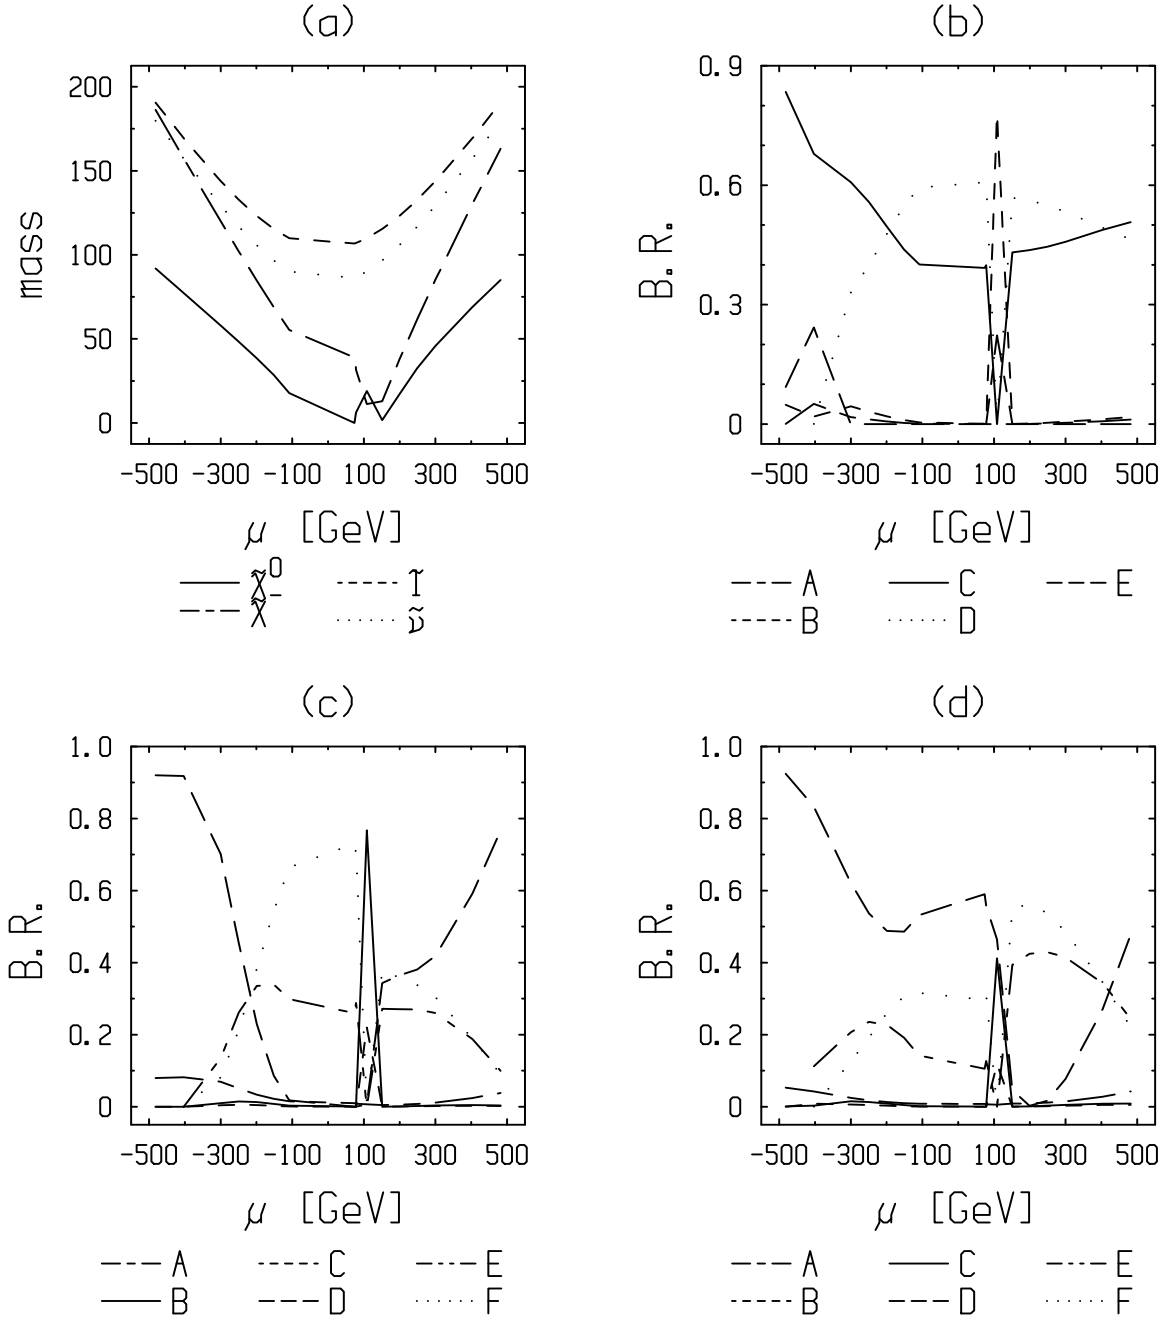 (a)
200
150
100
50
0
mass
-500 -300 -100 100 300 500
μ [GeV]
χ̃⁰ l̃
χ̃⁻ ν̃
(b)
0.9
0.6
0.3
0
B.R.
-500 -300 -100 100 300 500
μ [GeV]
A C E
B D
(c)
1.0
0.8
0.6
0.4
0.2
0
B.R.
-500 -300 -100 100 300 500
μ [GeV]
A C E
B D F
(d)
1.0
0.8
0.6
0.4
0.2
0
B.R.
-500 -300 -100 100 300 500
μ [GeV]
A C E
B D F